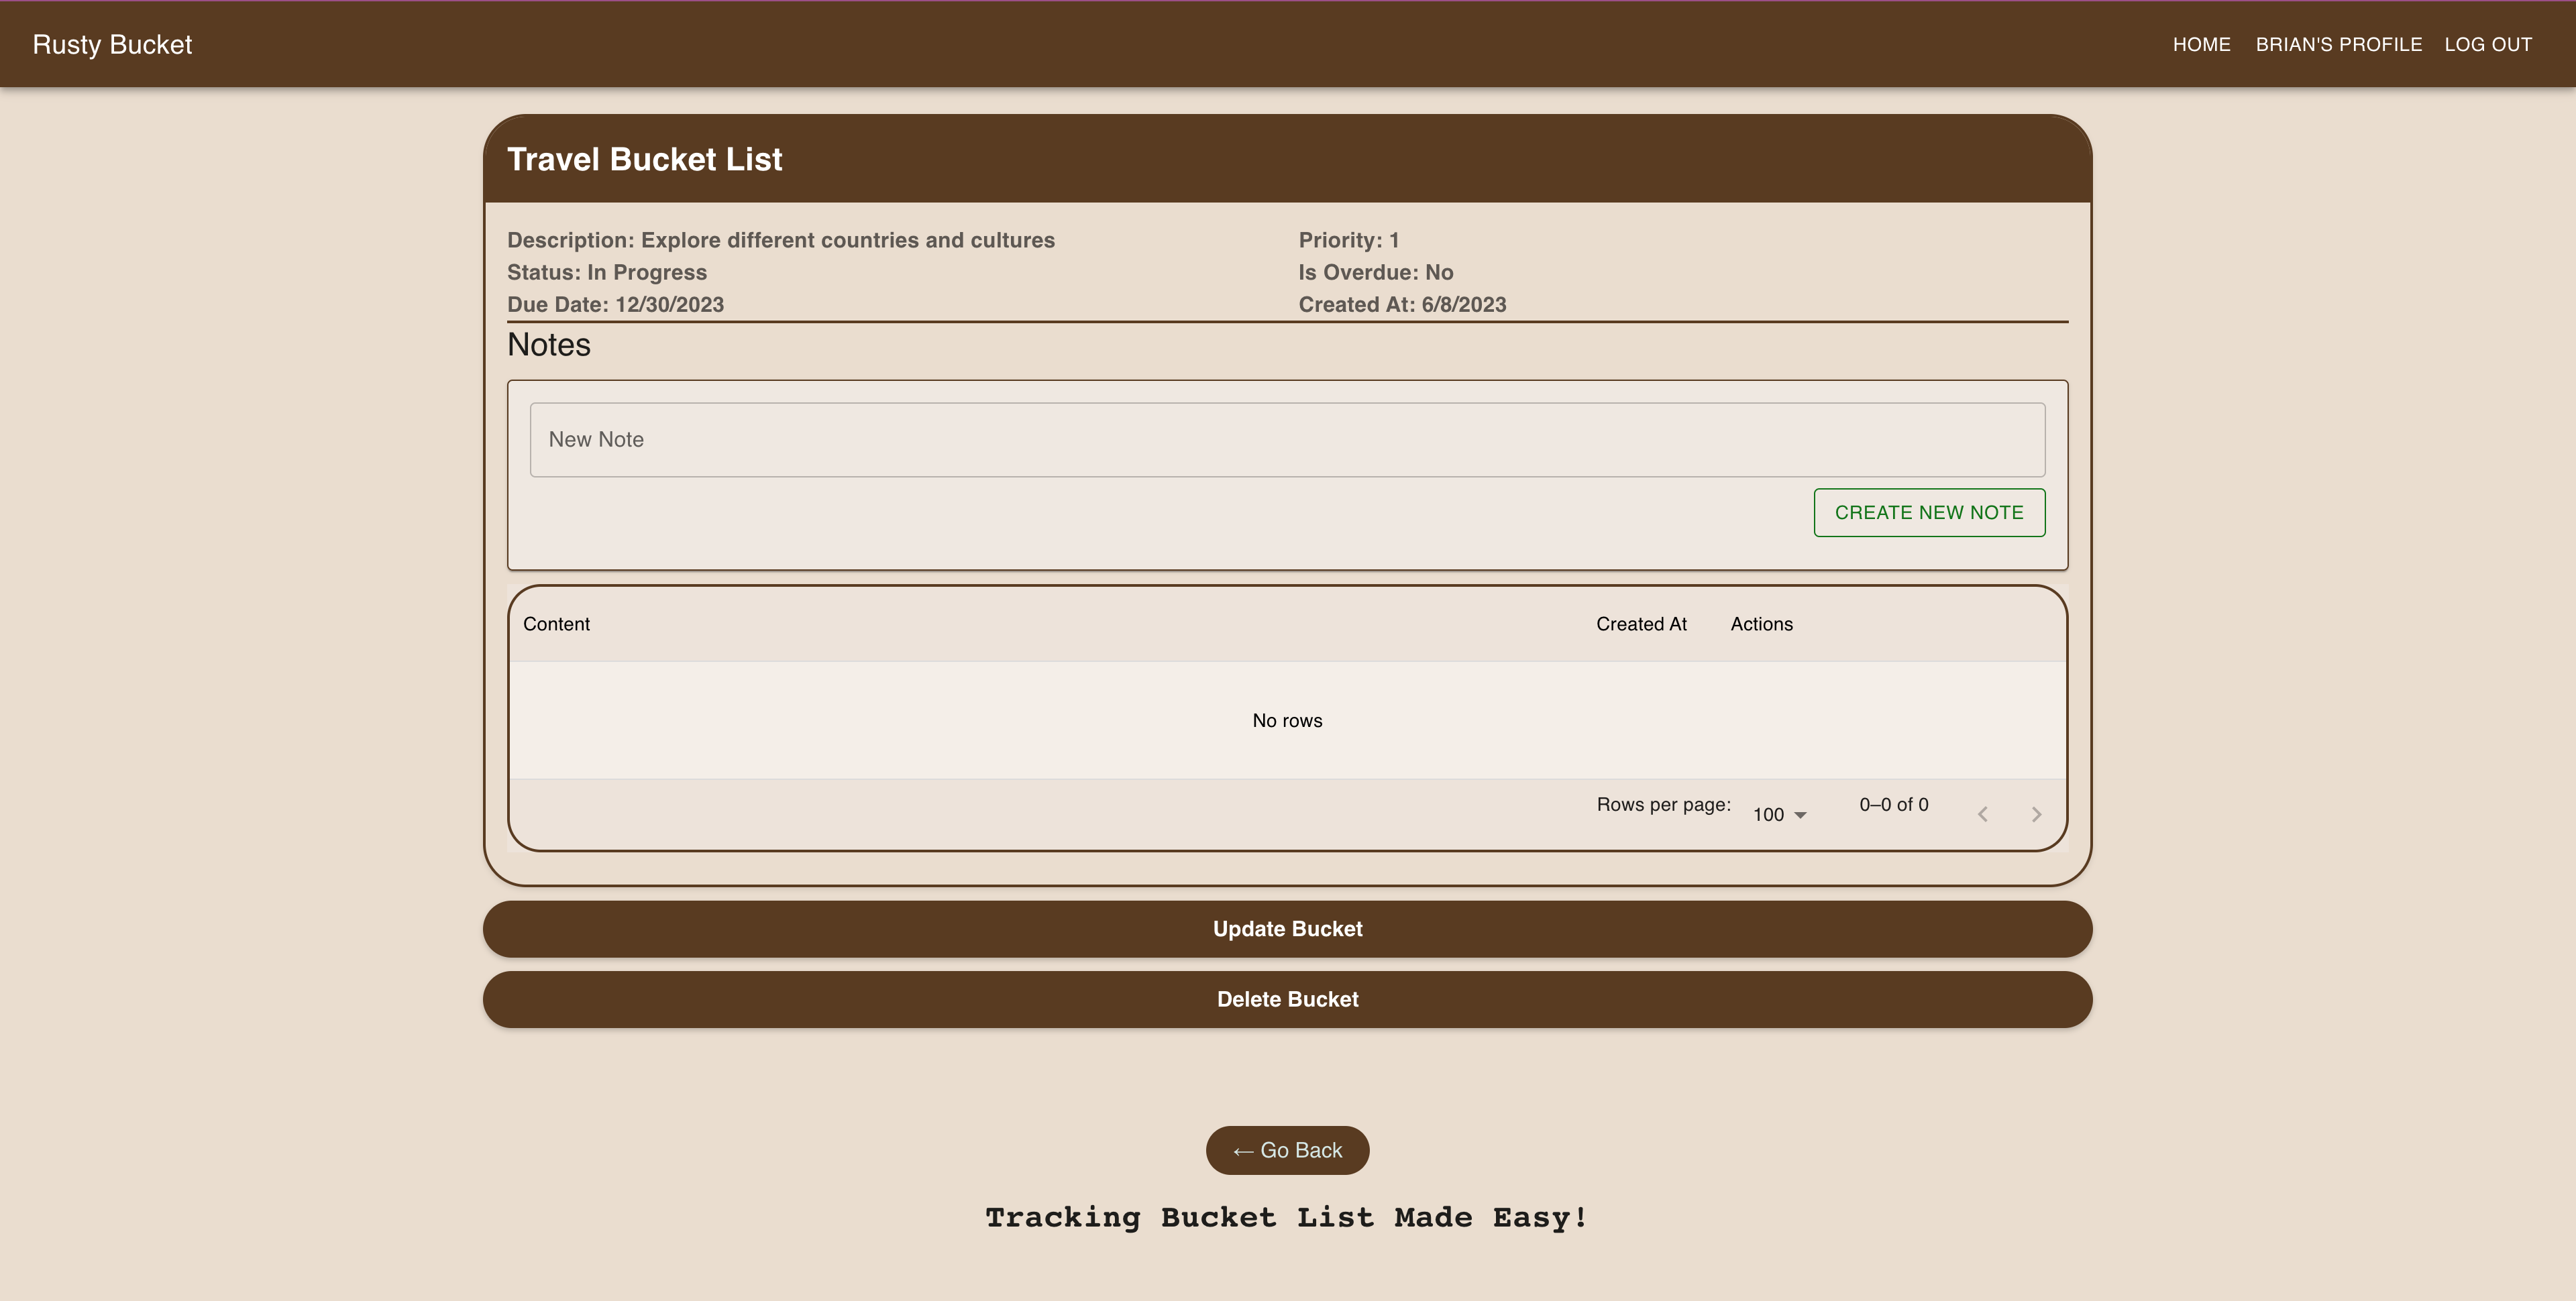 Rusty Bucket
HOME BRIAN'S PROFILE LOG OUT
Travel Bucket List
Description: Explore different countries and cultures
Status: In Progress
Due Date: 12/30/2023
Priority: 1
Is Overdue: No
Created At: 6/8/2023
Notes
New Note
CREATE NEW NOTE
Content Created At Actions
No rows
Rows per page: 100 0–0 of 0
Update Bucket
Delete Bucket
← Go Back
Tracking Bucket List Made Easy!